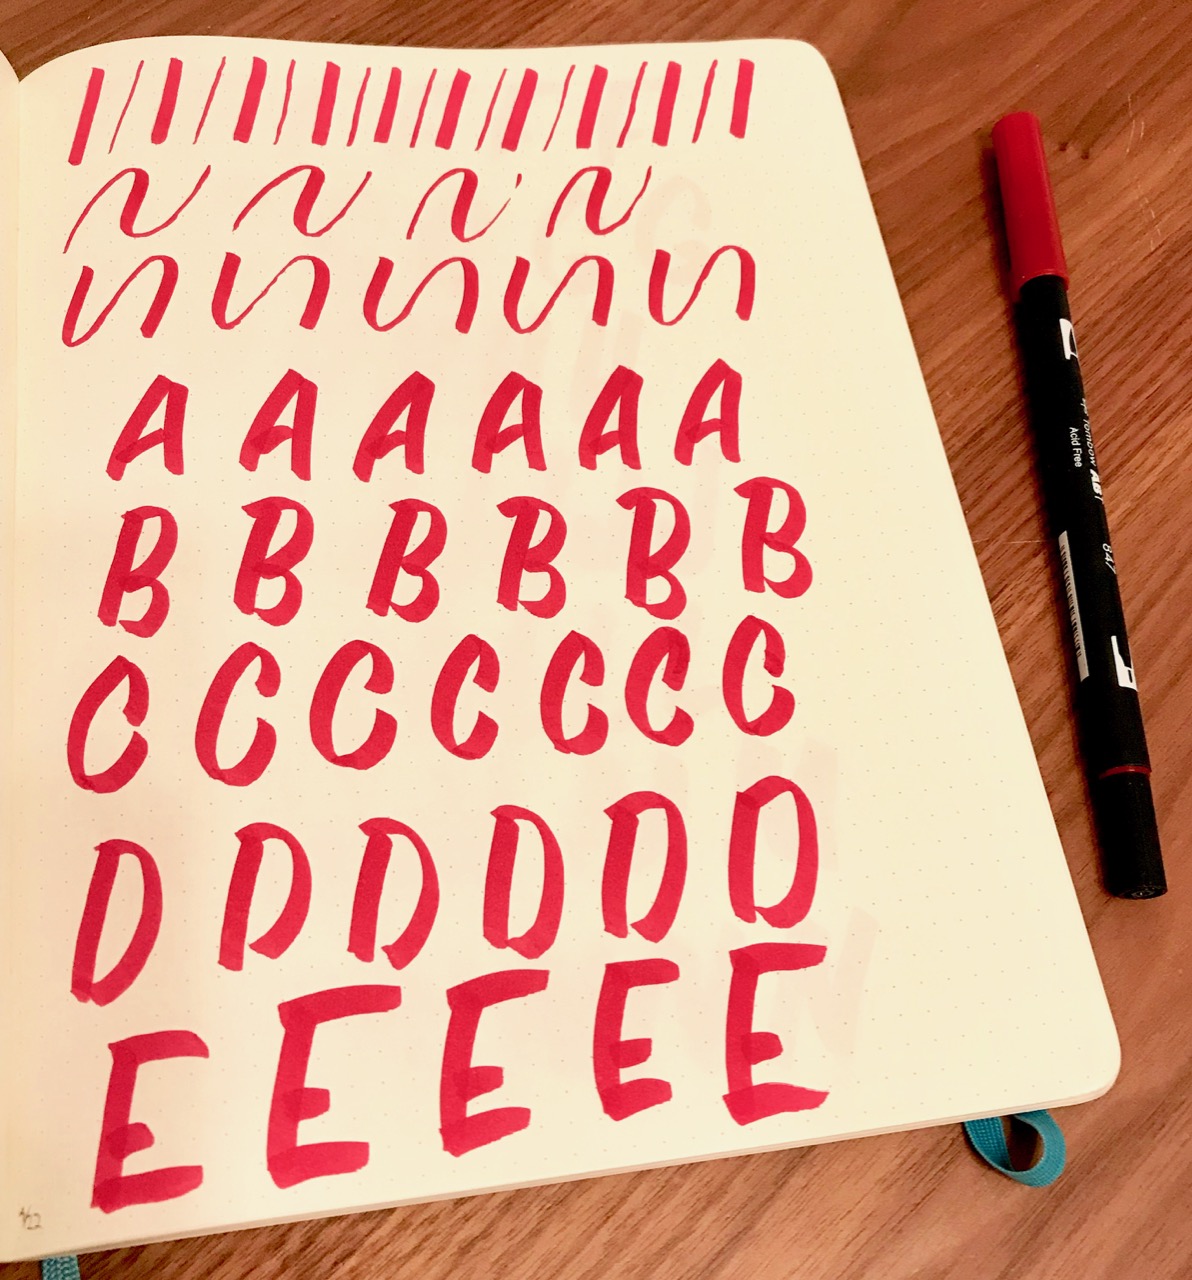 A A A A A A
B B B B B B
C C C C C C C
D D D D D D
E E E E E
4/22
Tombow ABT
Acid Free
847